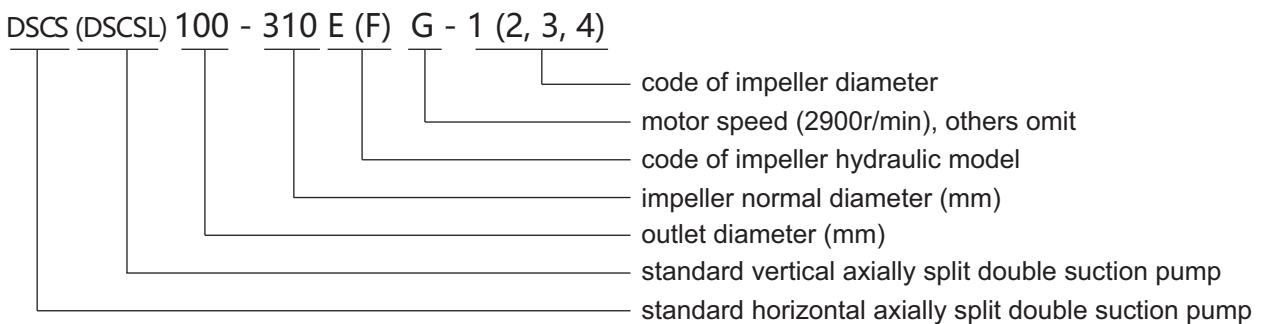 DSCS (DSCSL) 100 - 310 E (F) G - 1 (2, 3, 4)
code of impeller diameter
motor speed (2900r/min), others omit
code of impeller hydraulic model
impeller normal diameter (mm)
outlet diameter (mm)
standard vertical axially split double suction pump
standard horizontal axially split double suction pump